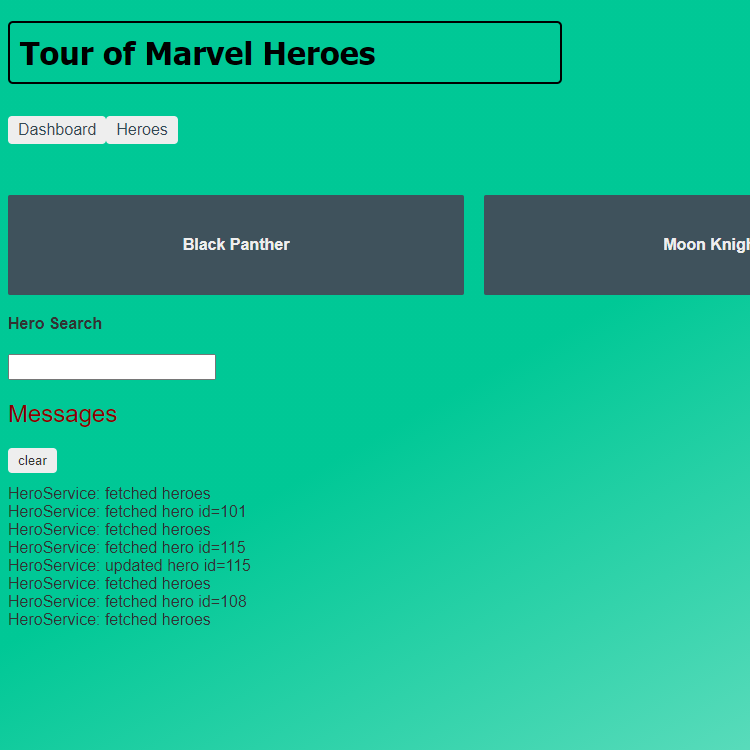 Tour of Marvel Heroes
Dashboard Heroes
Black Panther Moon
Hero Search
Messages
clear
HeroService: fetched heroes
HeroService: fetched hero id=101
HeroService: fetched heroes
HeroService: fetched hero id=115
HeroService: updated hero id=115
HeroService: fetched heroes
HeroService: fetched hero id=108
HeroService: fetched heroes